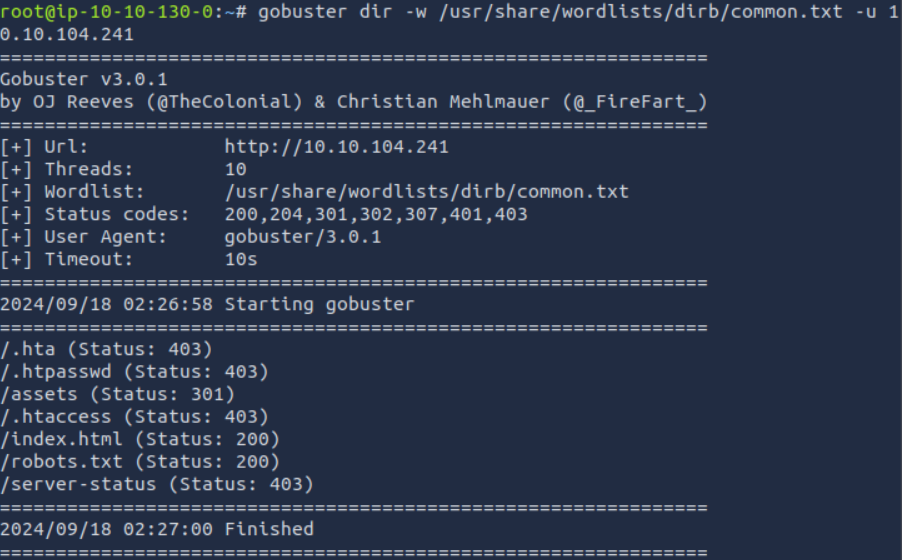 root@ip-10-10-130-0:~# gobuster dir -w /usr/share/wordlists/dirb/common.txt -u 1
0.10.104.241
===============================================================
Gobuster v3.0.1
by OJ Reeves (@TheColonial) & Christian Mehlmauer (@_FireFart_)
===============================================================
[+] Url:            http://10.10.104.241
[+] Threads:        10
[+] Wordlist:       /usr/share/wordlists/dirb/common.txt
[+] Status codes:   200,204,301,302,307,401,403
[+] User Agent:     gobuster/3.0.1
[+] Timeout:        10s
===============================================================
2024/09/18 02:26:58 Starting gobuster
===============================================================
/.hta (Status: 403)
/.htpasswd (Status: 403)
/assets (Status: 301)
/.htaccess (Status: 403)
/index.html (Status: 200)
/robots.txt (Status: 200)
/server-status (Status: 403)
===============================================================
2024/09/18 02:27:00 Finished
===============================================================